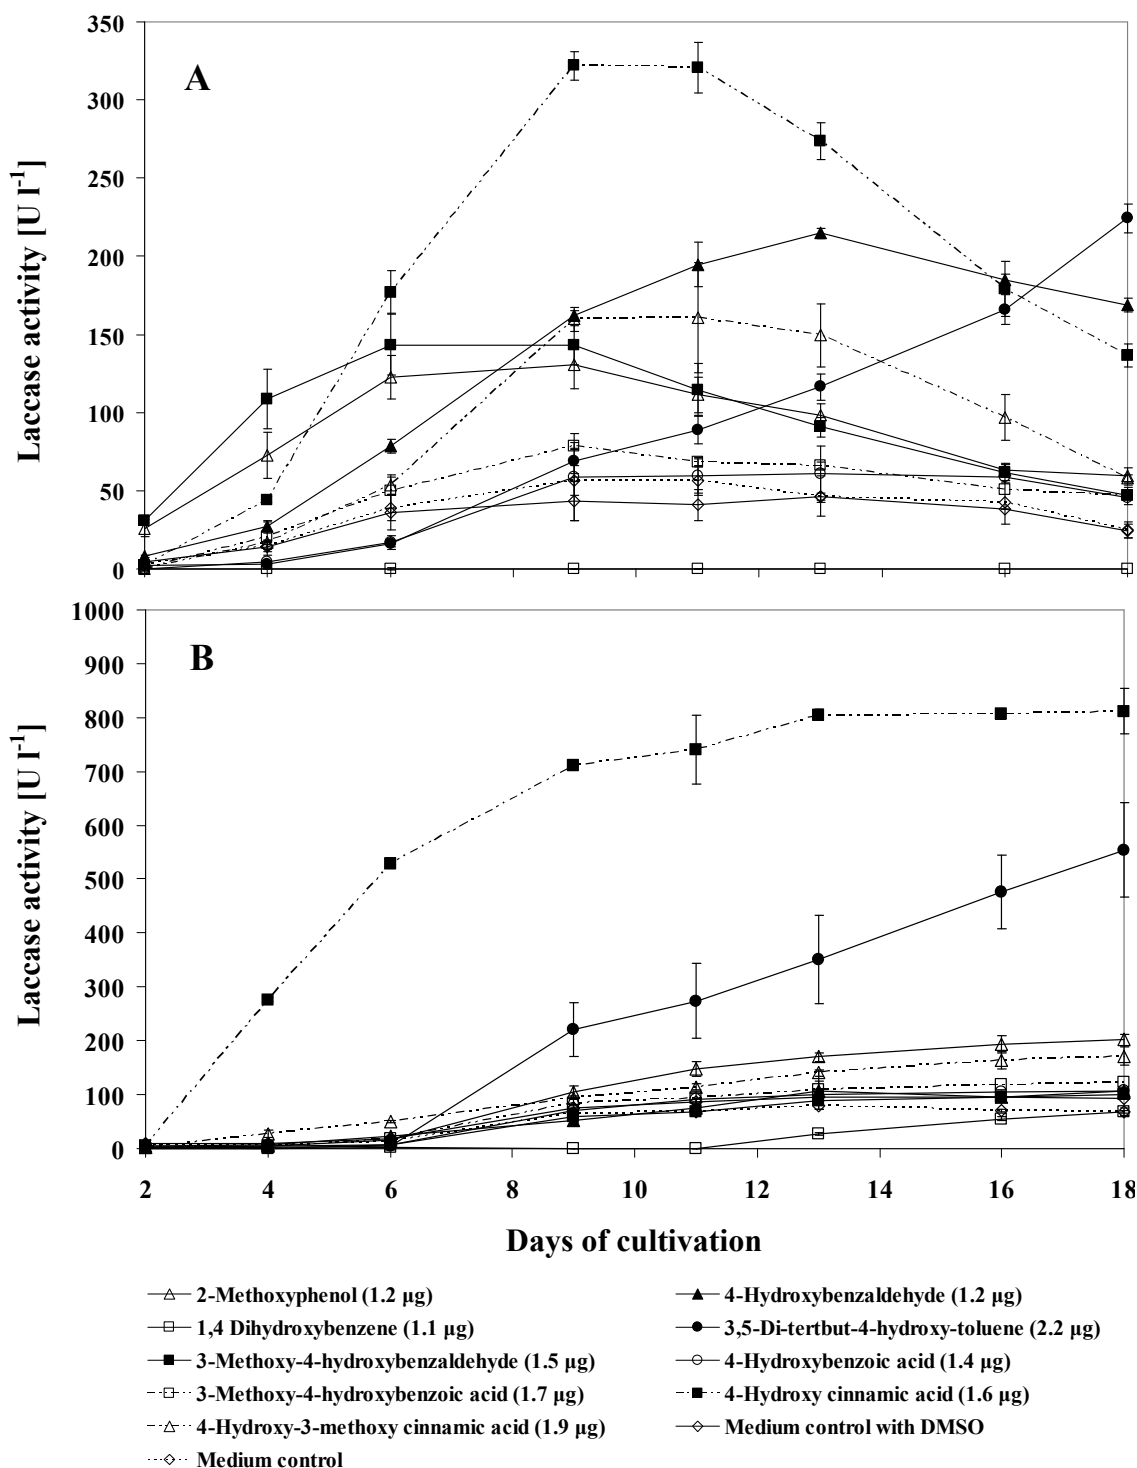 A
Laccase activity [U l-1]
350
300
250
200
150
100
50
0
B
Laccase activity [U l-1]
1000
900
800
700
600
500
400
300
200
100
0
2 4 6 8 10 12 14 16 18
Days of cultivation
2-Methoxyphenol (1.2 µg)
4-Hydroxybenzaldehyde (1.2 µg)
1,4 Dihydroxybenzene (1.1 µg)
3,5-Di-tertbut-4-hydroxy-toluene (2.2 µg)
3-Methoxy-4-hydroxybenzaldehyde (1.5 µg)
4-Hydroxybenzoic acid (1.4 µg)
3-Methoxy-4-hydroxybenzoic acid (1.7 µg)
4-Hydroxy cinnamic acid (1.6 µg)
4-Hydroxy-3-methoxy cinnamic acid (1.9 µg)
Medium control with DMSO
Medium control